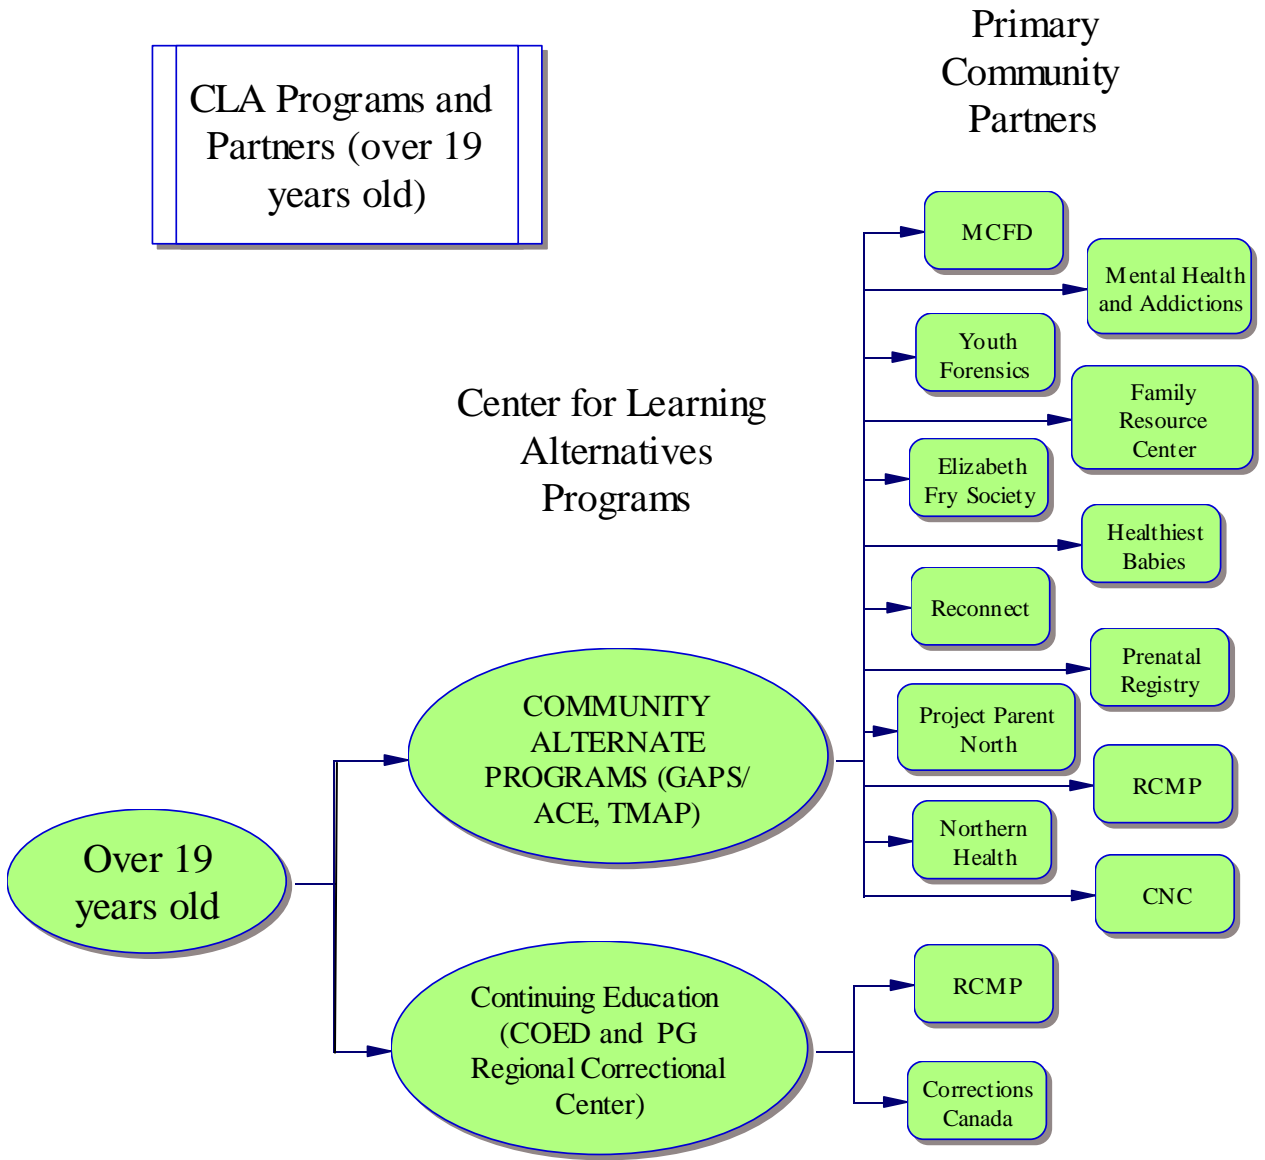 Primary
Community
Partners
CLA Programs and
Partners (over 19
years old)
MCFD
Mental Health
and Addictions
Youth
Forensics
Family
Resource
Center
Center for Learning
Alternatives
Programs
Elizabeth
Fry Society
Healthiest
Babies
Reconnect
Prenatal
Registry
Project Parent
North
RCMP
Northern
Health
CNC
COMMUNITY
ALTERNATE
PROGRAMS (GAPS/
ACE, TMAP)
Over 19
years old
Continuing Education
(COED and PG
Regional Correctional
Center)
RCMP
Corrections
Canada